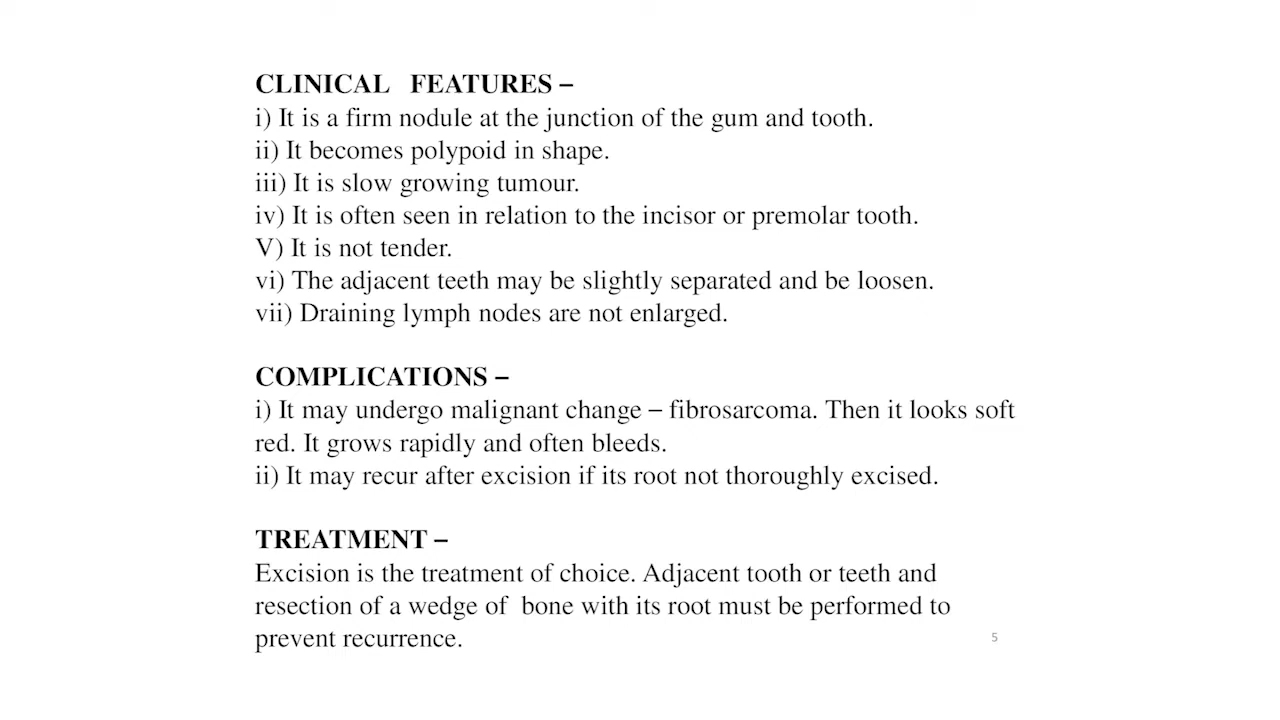 CLINICAL FEATURES –
i) It is a firm nodule at the junction of the gum and tooth.
ii) It becomes polypoid in shape.
iii) It is slow growing tumour.
iv) It is often seen in relation to the incisor or premolar tooth.
V) It is not tender.
vi) The adjacent teeth may be slightly separated and be loosen.
vii) Draining lymph nodes are not enlarged.
COMPLICATIONS –
i) It may undergo malignant change – fibrosarcoma. Then it looks soft
red. It grows rapidly and often bleeds.
ii) It may recur after excision if its root not thoroughly excised.
TREATMENT –
Excision is the treatment of choice. Adjacent tooth or teeth and
resection of a wedge of bone with its root must be performed to
prevent recurrence.
5